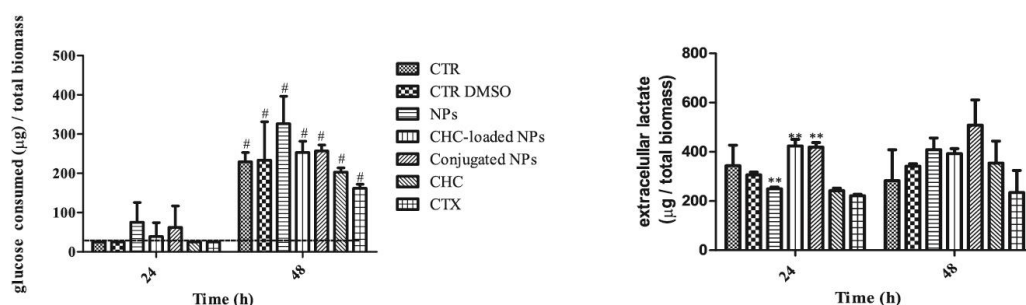 glucose consumed (µg) / total biomass
500
400
300
200
100
0
#
#
#
#
#
#
#
24
48
Time (h)
CTR
CTR DMSO
NPs
CHC-loaded NPs
Conjugated NPs
CHC
CTX
extracelullar lactate
(µg / total biomass)
800
600
400
200
0
**
**
**
24
48
Time (h)